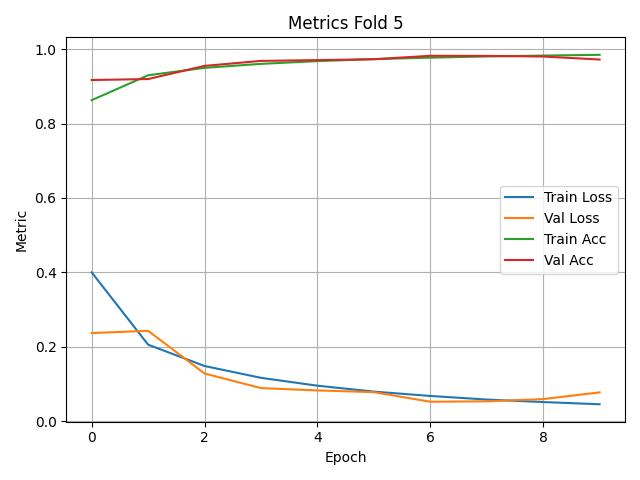 Metrics Fold 5
Metric
1.0
0.8
0.6
0.4
0.2
0.0
Train Loss
Val Loss
Train Acc
Val Acc
0 2 4 6 8
Epoch